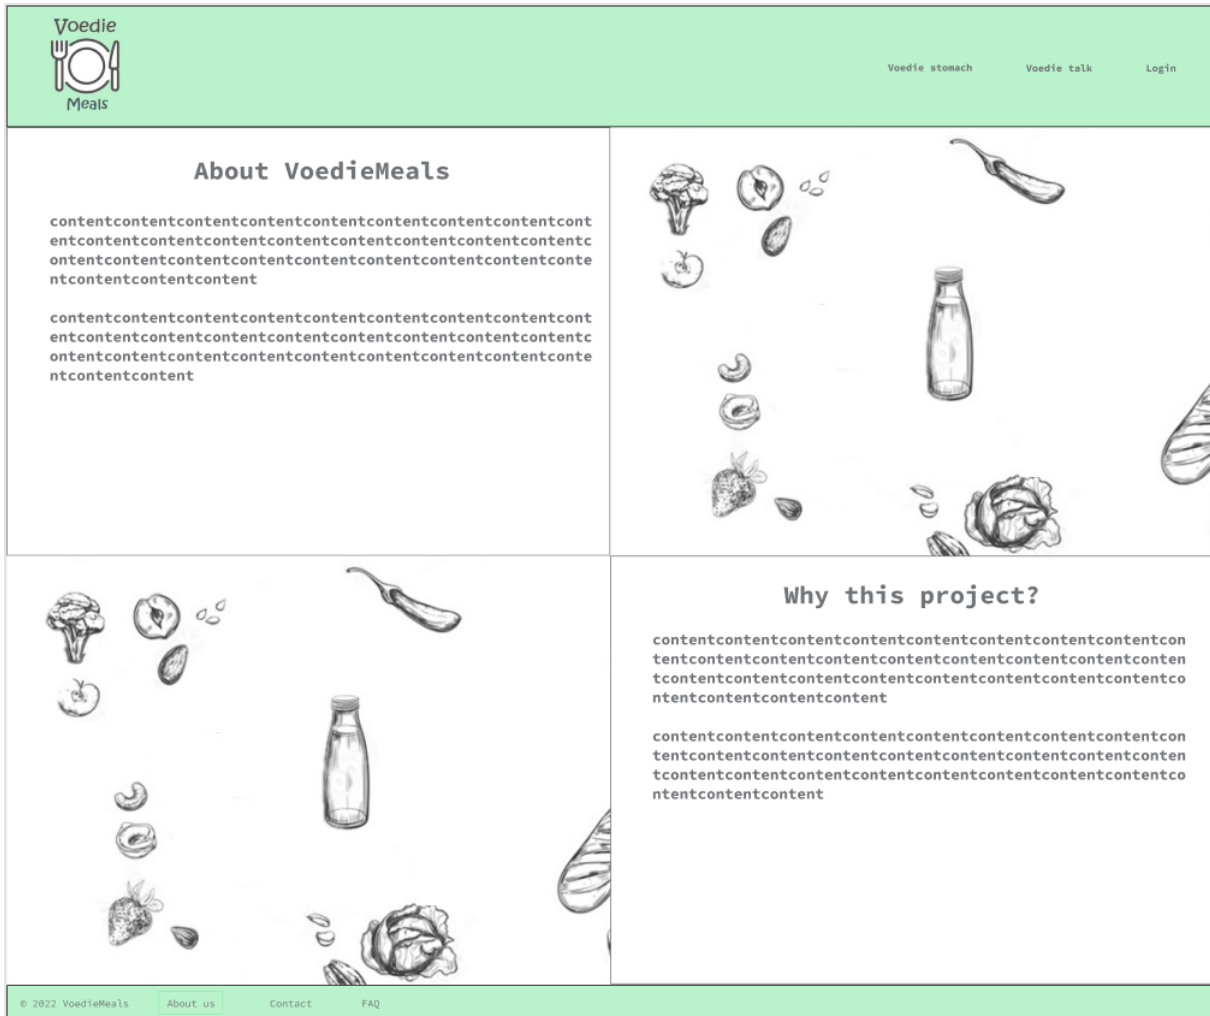 Voedie
Meals
Voedie stomach
Voedie talk
Login
About VoedieMeals
contentcontentcontentcontentcontentcontentcontentcontentcont
entcontentcontentcontentcontentcontentcontentcontentcontentc
ontentcontentcontentcontentcontentcontentcontentcontentconte
ntcontentcontentcontent
contentcontentcontentcontentcontentcontentcontentcontentcont
entcontentcontentcontentcontentcontentcontentcontentcontentc
ontentcontentcontentcontentcontentcontentcontentcontentconte
ntcontentcontent
Why this project?
contentcontentcontentcontentcontentcontentcontentcontentcon
tentcontentcontentcontentcontentcontentcontentcontentconten
tcontentcontentcontentcontentcontentcontentcontentcontentco
ntentcontentcontentcontent
contentcontentcontentcontentcontentcontentcontentcontentcon
tentcontentcontentcontentcontentcontentcontentcontentconten
tcontentcontentcontentcontentcontentcontentcontentcontentco
ntentcontentcontent
© 2022 VoedieMeals
About us
Contact
FAQ